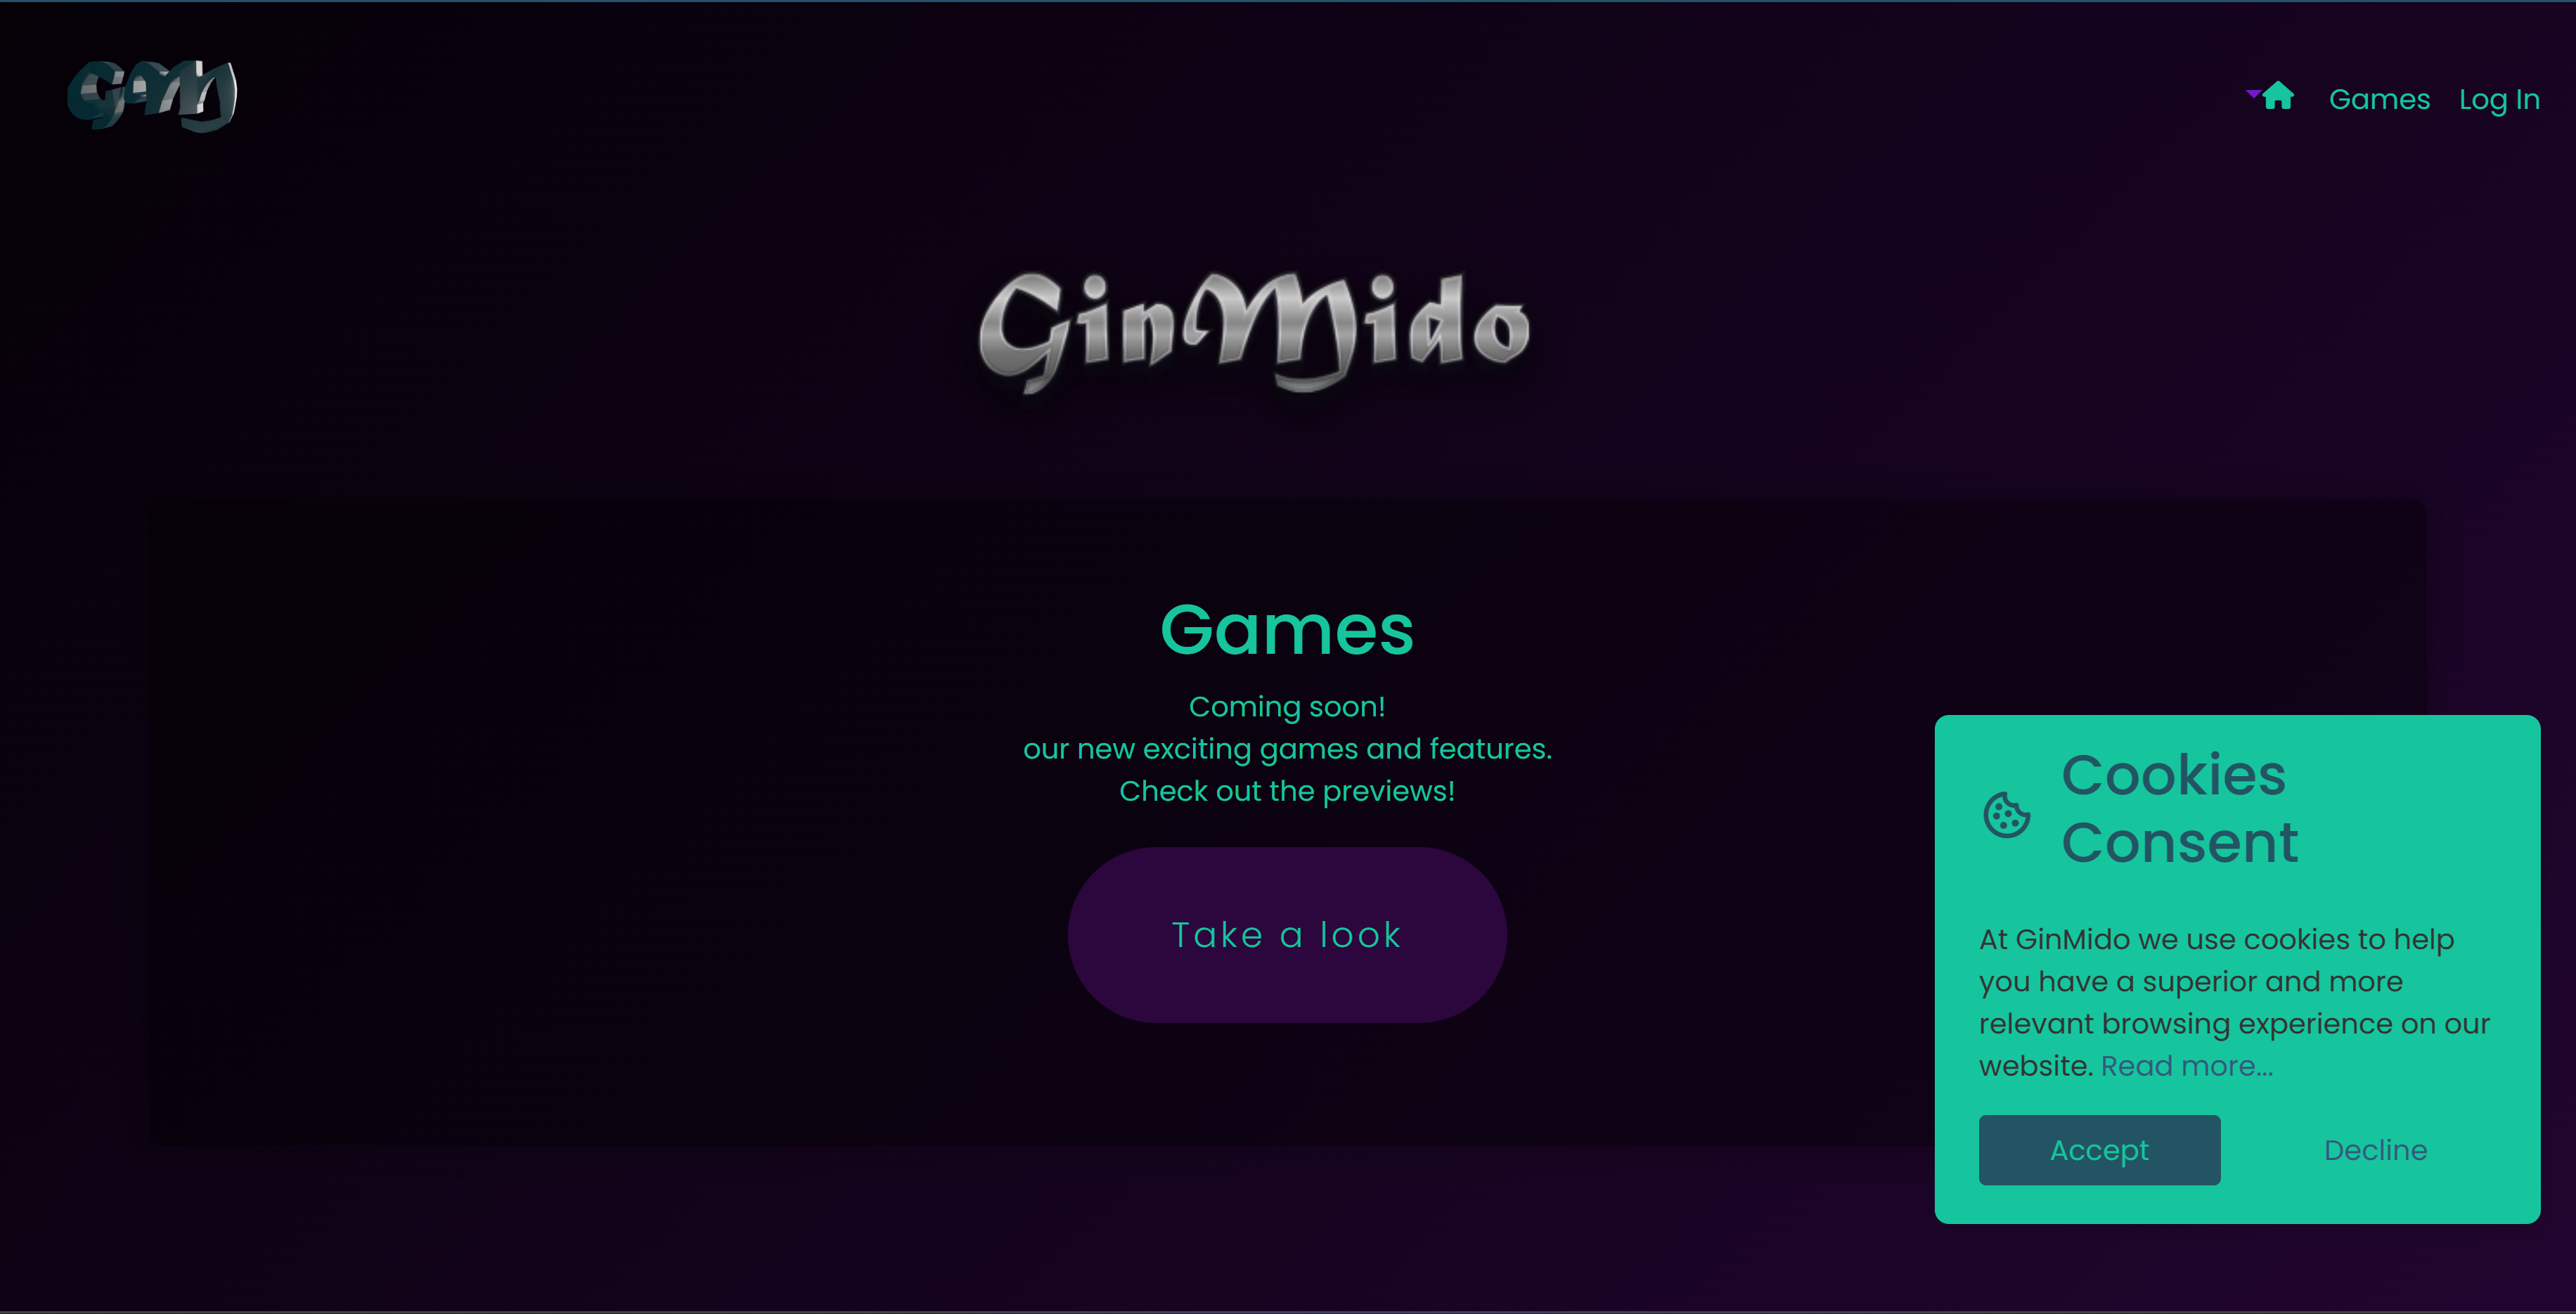 GM
Games
Log In
GinMido
Games
Coming soon!
our new exciting games and features.
Check out the previews!
Take a look
Cookies
Consent
At GinMido we use cookies to help
you have a superior and more
relevant browsing experience on our
website. Read more...
Accept
Decline